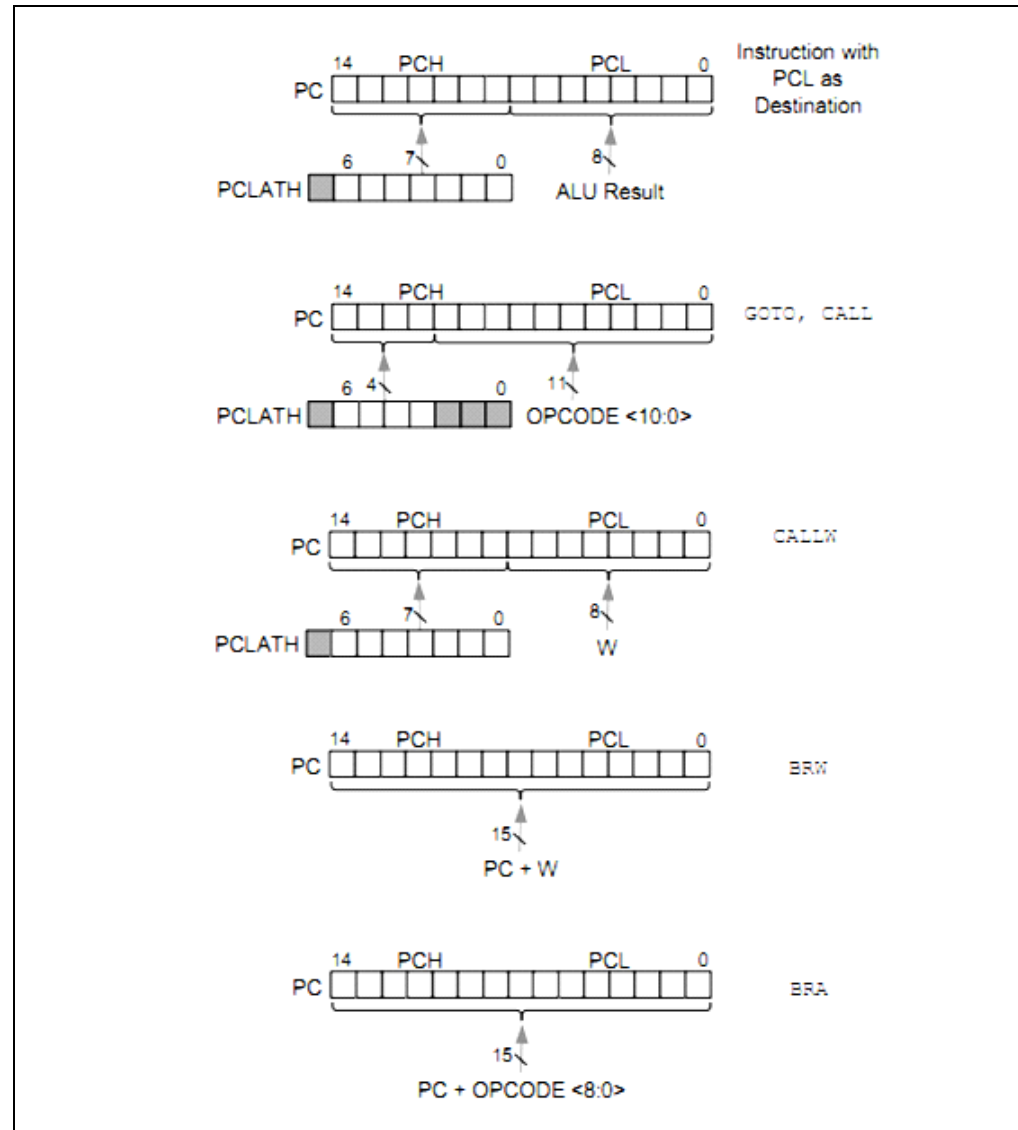 14 PCH PCL 0
Instruction with
PCL as
Destination
PC
6 7 0 8
PCLATH
ALU Result
14 PCH PCL 0
PC
GOTO, CALL
6 4 0 11
PCLATH
OPCODE <10:0>
14 PCH PCL 0
PC
CALLW
6 7 0 8
PCLATH
W
14 PCH PCL 0
PC
BRW
15
PC + W
14 PCH PCL 0
PC
BRA
15
PC + OPCODE <8:0>